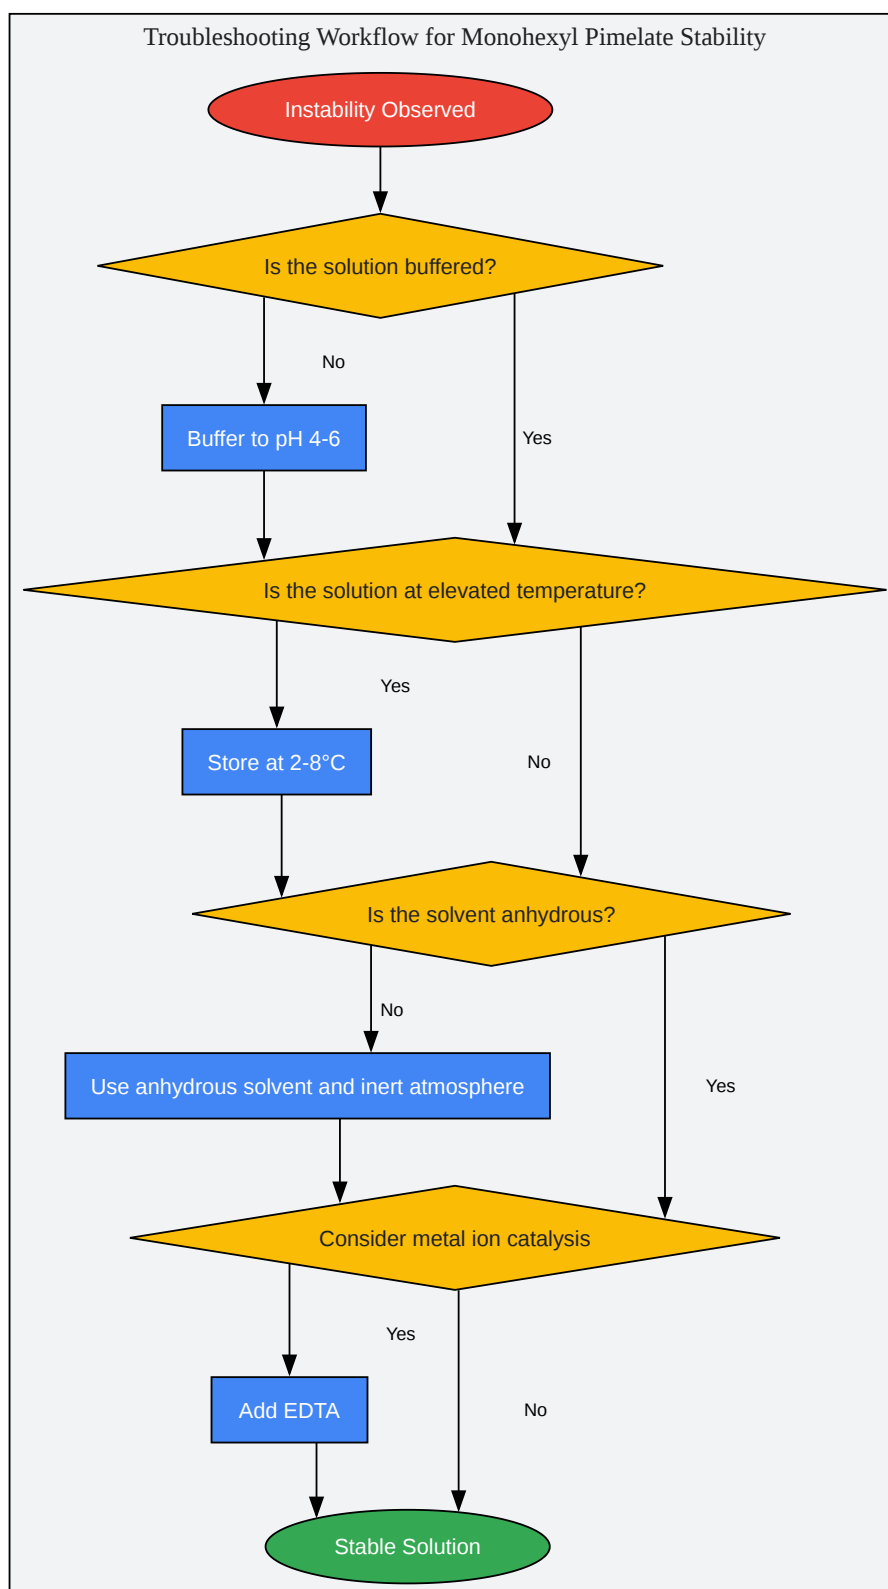 Troubleshooting Workflow for Monohexyl Pimelate Stability
Instability Observed
Is the solution buffered?
No
Buffer to pH 4-6
Yes
Is the solution at elevated temperature?
Yes
Store at 2-8°C
No
Is the solvent anhydrous?
No
Use anhydrous solvent and inert atmosphere
Yes
Consider metal ion catalysis
Yes
Add EDTA
No
Stable Solution